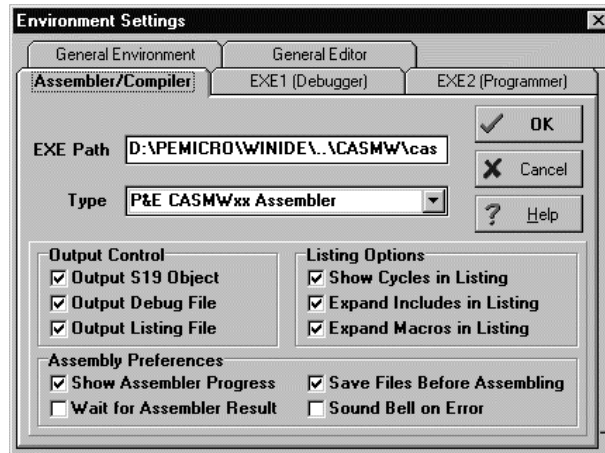 Environment Settings
General Environment
General Editor
Assembler/Compiler
EXE1 (Debugger)
EXE2 (Programmer)
EXE Path
D:\PEMICRO\WINIDE\..\CASMW\cas
OK
Cancel
Type
P&E CASMWxx Assembler
Help
Output Control
Output S19 Object
Output Debug File
Output Listing File
Listing Options
Show Cycles in Listing
Expand Includes in Listing
Expand Macros in Listing
Assembly Preferences
Show Assembler Progress
Save Files Before Assembling
Wait for Assembler Result
Sound Bell on Error